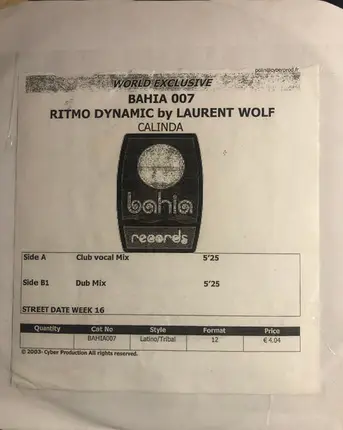 WORLD EXCLUSIVE
BAHIA 007
RITMO DYNAMIC by LAURENT WOLF
CALINDA
bahia
records
Side A Club vocal Mix 5'25
Side B1 Dub Mix 5'25
STREET DATE WEEK 16
Quantity Cat No Style Format Price
BAHIA007 Latino/Tribal 12 € 4.04
© 2003- Cyber Production All rights reserved.